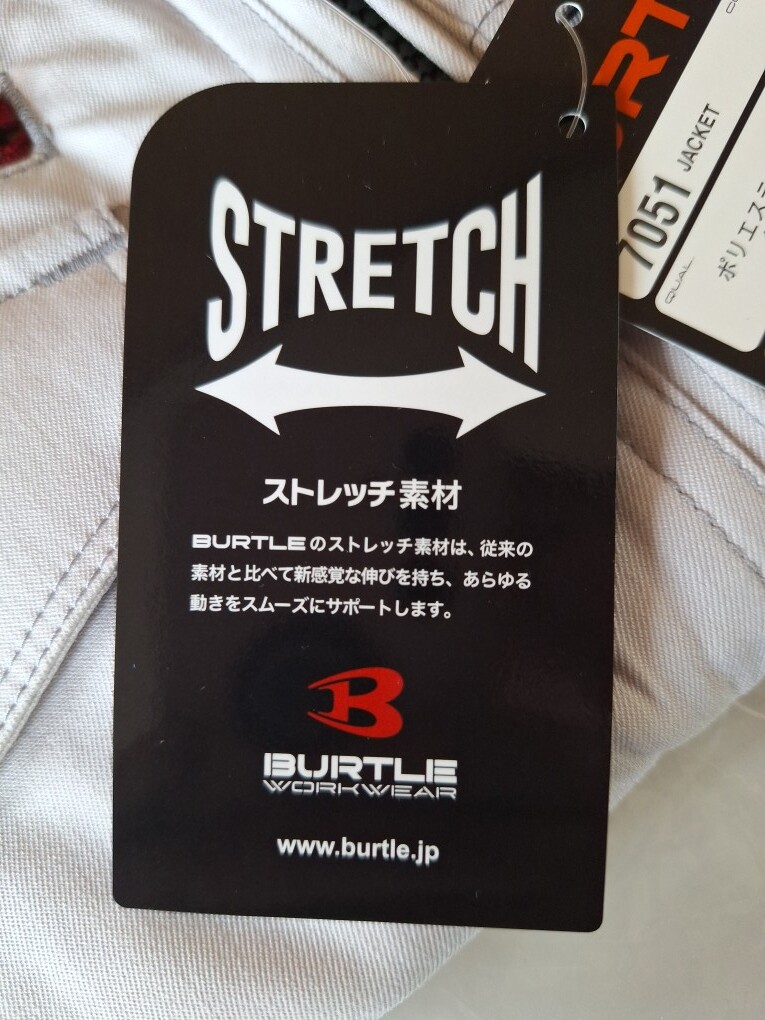 STRETCH
ストレッチ素材
BURTLEのストレッチ素材は、従来の
素材と比べて新感覚な伸びを持ち、あらゆる
動きをスムーズにサポートします。
B
BURTLE
WORKWEAR
www.burtle.jp
7051 JACKET
QUAL.
ポリエステ